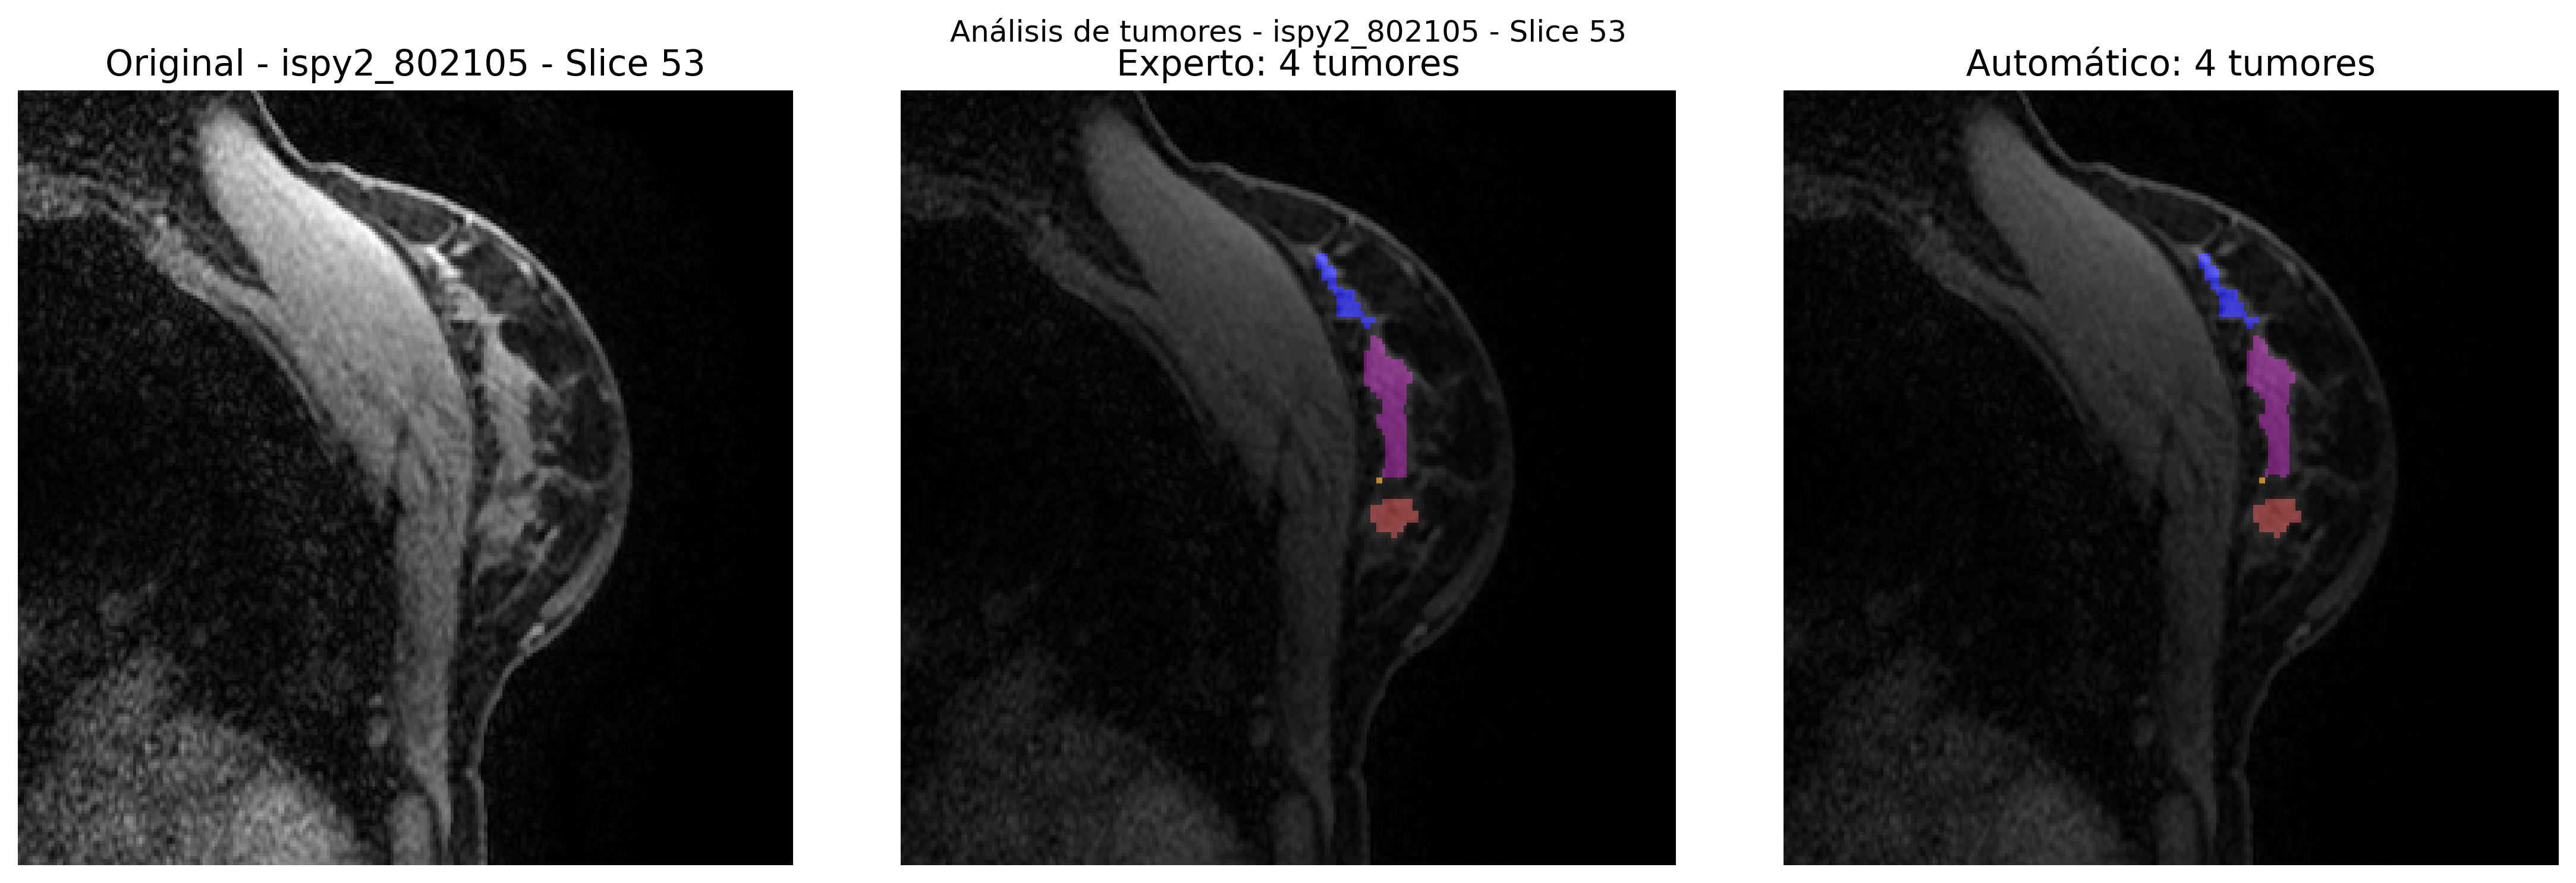 Análisis de tumores - ispy2_802105 - Slice 53
Original - ispy2_802105 - Slice 53
Experto: 4 tumores
Automático: 4 tumores